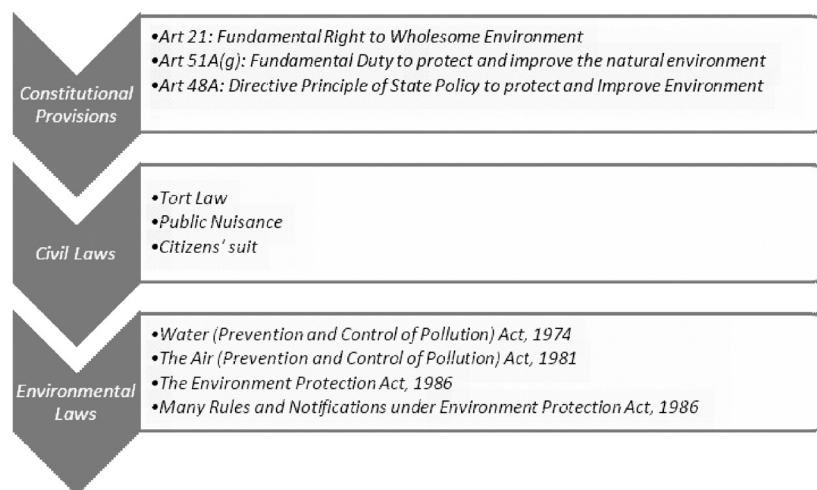 Constitutional
Provisions
•Art 21: Fundamental Right to Wholesome Environment
•Art 51A(g): Fundamental Duty to protect and improve the natural environment
•Art 48A: Directive Principle of State Policy to protect and Improve Environment
Civil Laws
•Tort Law
•Public Nuisance
•Citizens' suit
Environmental
Laws
•Water (Prevention and Control of Pollution) Act, 1974
•The Air (Prevention and Control of Pollution) Act, 1981
•The Environment Protection Act, 1986
•Many Rules and Notifications under Environment Protection Act, 1986